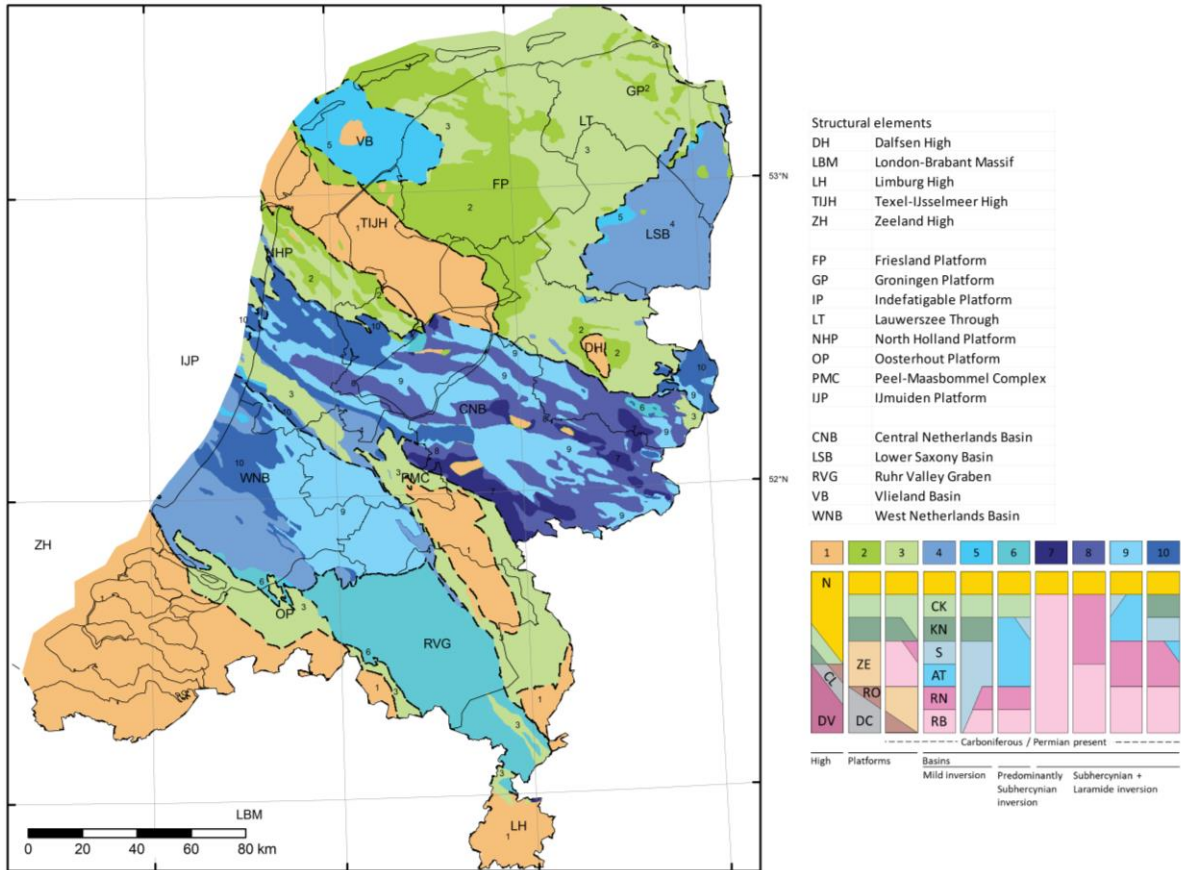 GP
LT
VB
FP
TIJH
LSB
NHP
DH
IJP
CNB
WNB
PMC
ZH
OP
RVG
LBM
LH
53°N
52°N
0 20 40 60 80 km
Structural elements
DH Dalfsen High
LBM London-Brabant Massif
LH Limburg High
TIJH Texel-IJsselmeer High
ZH Zeeland High
FP Friesland Platform
GP Groningen Platform
IP Indefatigable Platform
LT Lauwerszee Through
NHP North Holland Platform
OP Oosterhout Platform
PMC Peel-Maasbommel Complex
IJP IJmuiden Platform
CNB Central Netherlands Basin
LSB Lower Saxony Basin
RVG Ruhr Valley Graben
VB Vlieland Basin
WNB West Netherlands Basin
1 2 3 4 5 6 7 8 9 10
N
CK
KN
ZE S
CL AT
RO RN
DV DC RB
Carboniferous / Permian present
High Platforms Basins
Mild inversion
Predominantly
Subhercynian
inversion
Subhercynian +
Laramide inversion